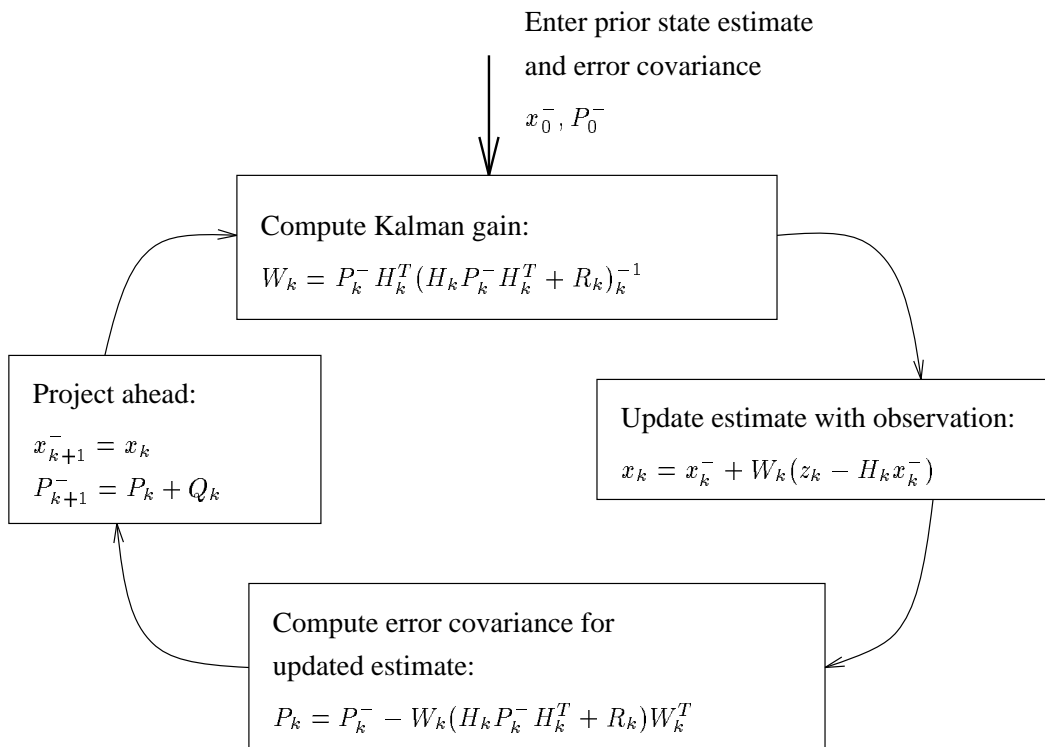 Enter prior state estimate
and error covariance
$x_0^-, P_0^-$
Compute Kalman gain:
$W_k = P_k^- H_k^T (H_k P_k^- H_k^T + R_k)_k^{-1}$
Update estimate with observation:
$x_k = x_k^- + W_k(z_k - H_k x_k^-)$
Compute error covariance for
updated estimate:
$P_k = P_k^- - W_k(H_k P_k^- H_k^T + R_k)W_k^T$
Project ahead:
$x_{k+1}^- = x_k$
$P_{k+1}^- = P_k + Q_k$